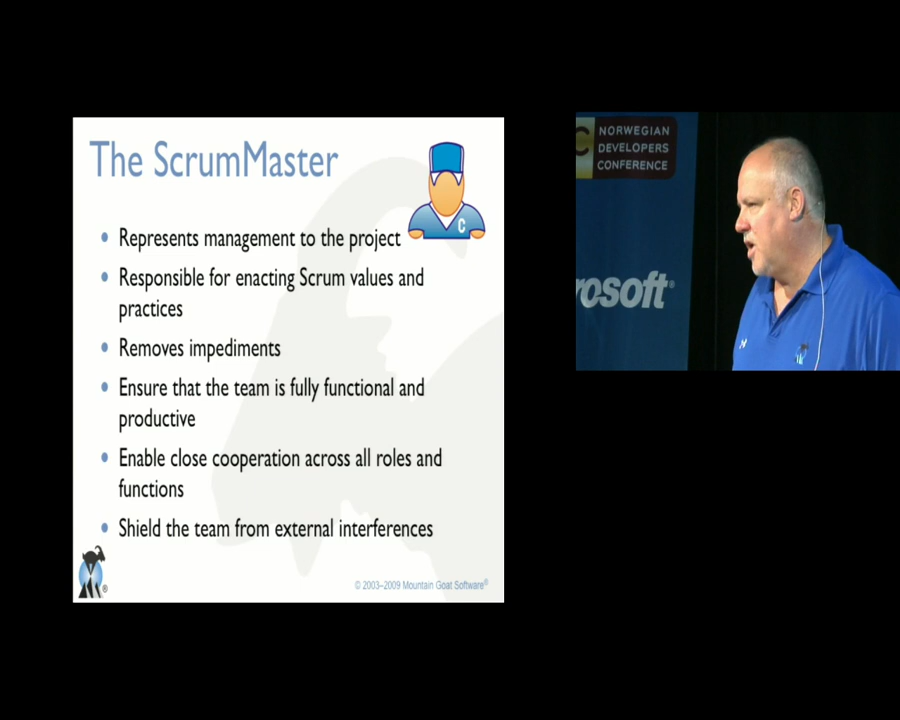 The ScrumMaster
C
Represents management to the project
Responsible for enacting Scrum values and
practices
Removes impediments
Ensure that the team is fully functional and
productive
Enable close cooperation across all roles and
functions
Shield the team from external interferences
® 
© 2003–2009 Mountain Goat Software®
C
NORWEGIAN
DEVELOPERS
CONFERENCE
rosoft®